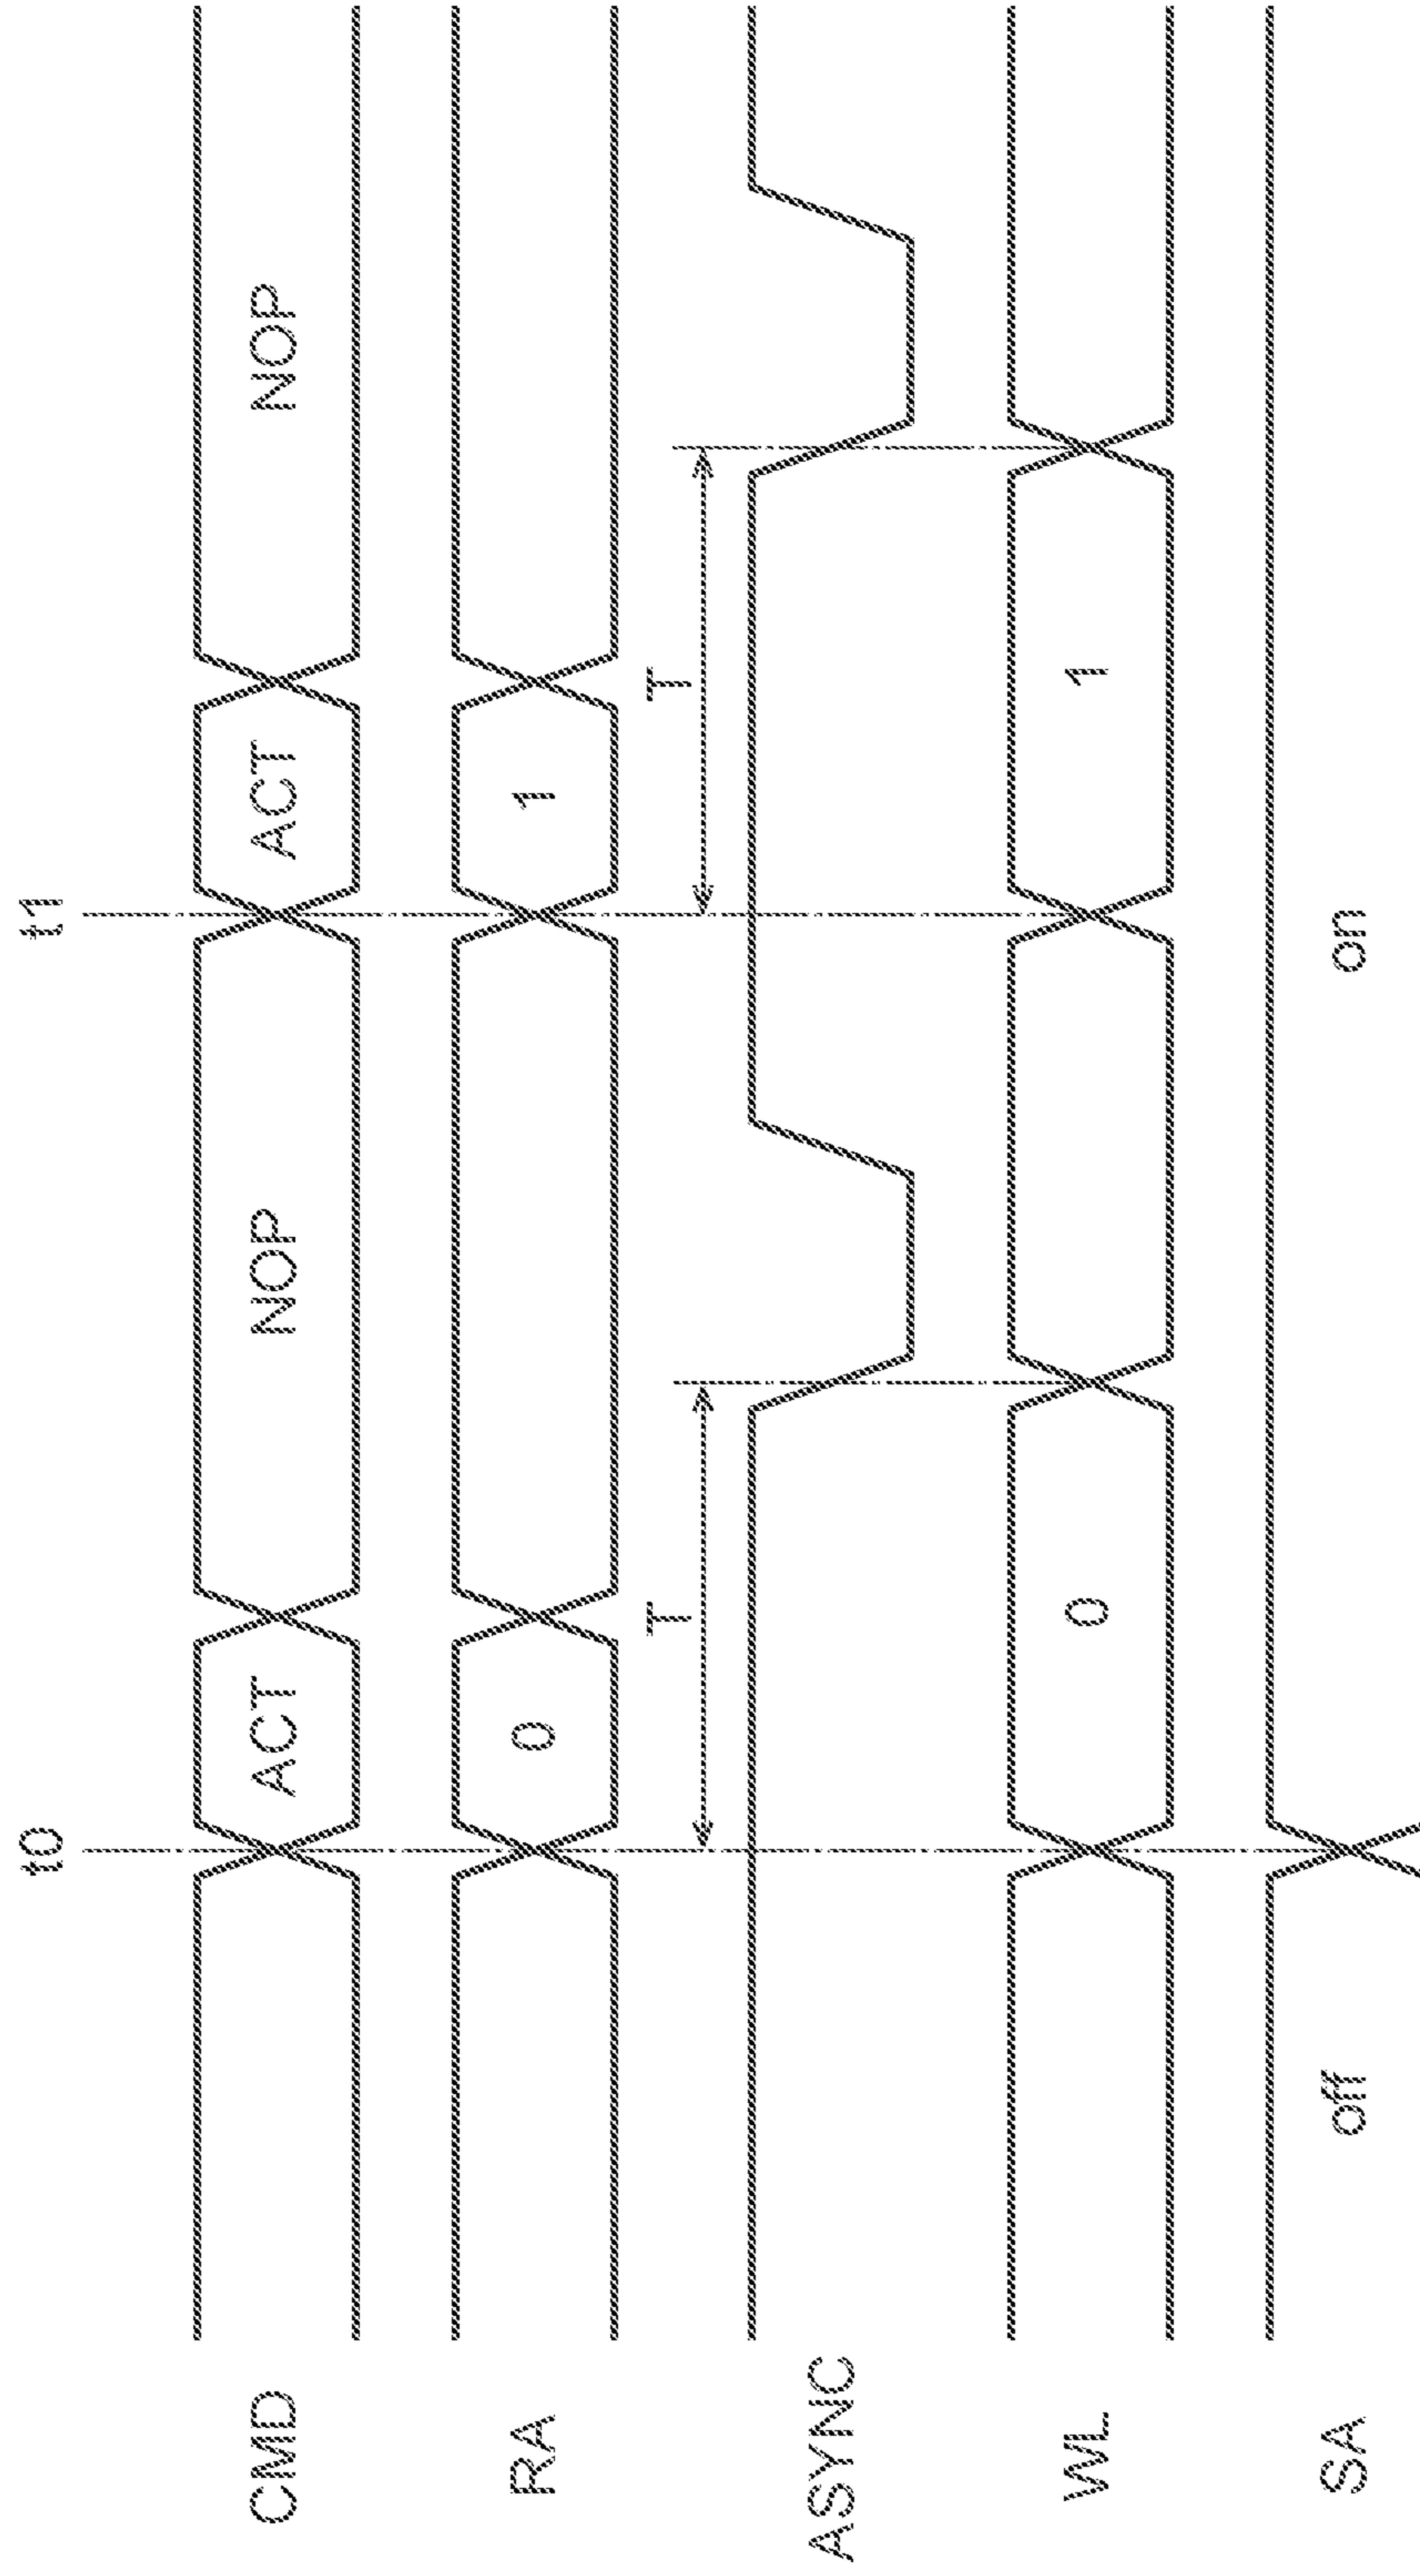 t0 t1
CMD ACT NOP ACT NOP
RA 0 1
T T
ASYNC
WL 0 1
SA off on